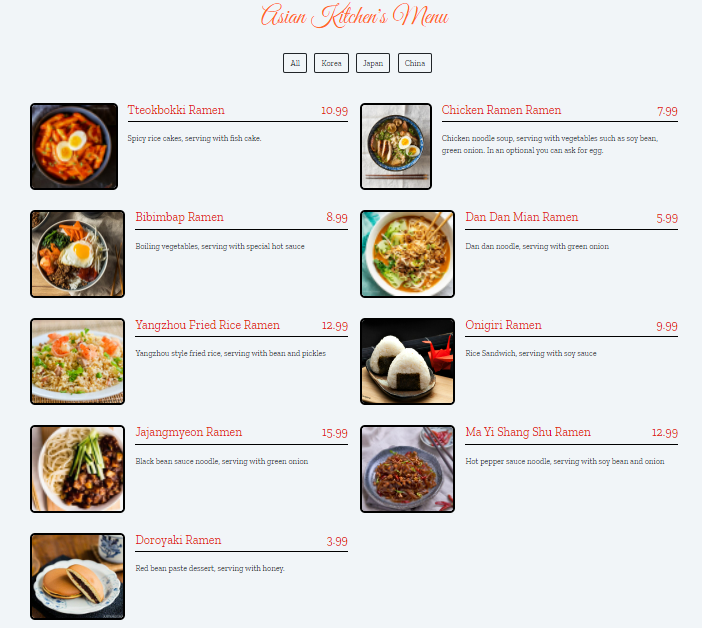 Asian Kitchen's Menu
All
Korea
Japan
China
Tteokbokki Ramen 10.99
Spicy rice cakes, serving with fish cake.
Chicken Ramen Ramen 7.99
Chicken noodle soup, serving with vegetables such as soy bean,
green onion. In an optional you can ask for egg.
Bibimbap Ramen 8.99
Boiling vegetables, serving with special hot sauce
Dan Dan Mian Ramen 5.99
Dan dan noodle, serving with green onion
Yangzhou Fried Rice Ramen 12.99
Yangzhou style fried rice, serving with bean and pickles
Onigiri Ramen 9.99
Rice Sandwich, serving with soy sauce
Jajangmyeon Ramen 15.99
Black bean sauce noodle, serving with green onion
Ma Yi Shang Shu Ramen 12.99
Hot pepper sauce noodle, serving with soy bean and onion
Doroyaki Ramen 3.99
Red bean paste dessert, serving with honey.